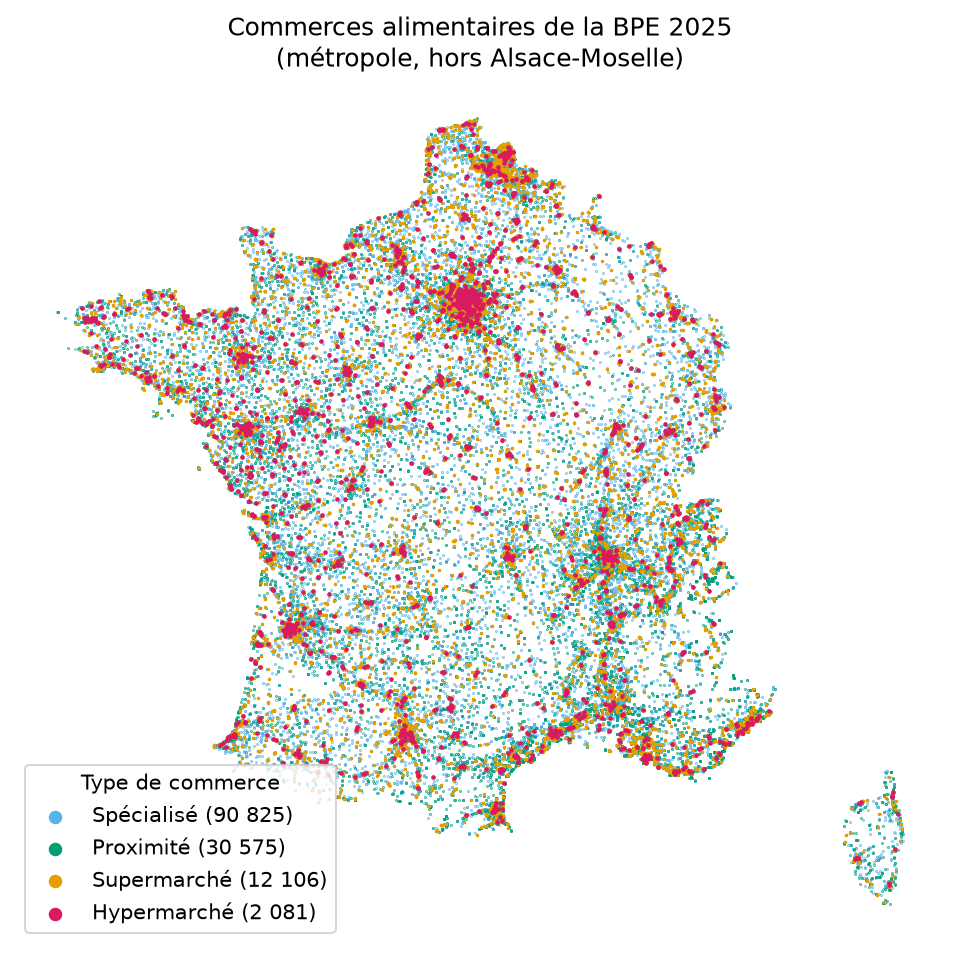 Commerces alimentaires de la BPE 2025
(métropole, hors Alsace-Moselle)
Type de commerce
Spécialisé (90 825)
Proximité (30 575)
Supermarché (12 106)
Hypermarché (2 081)